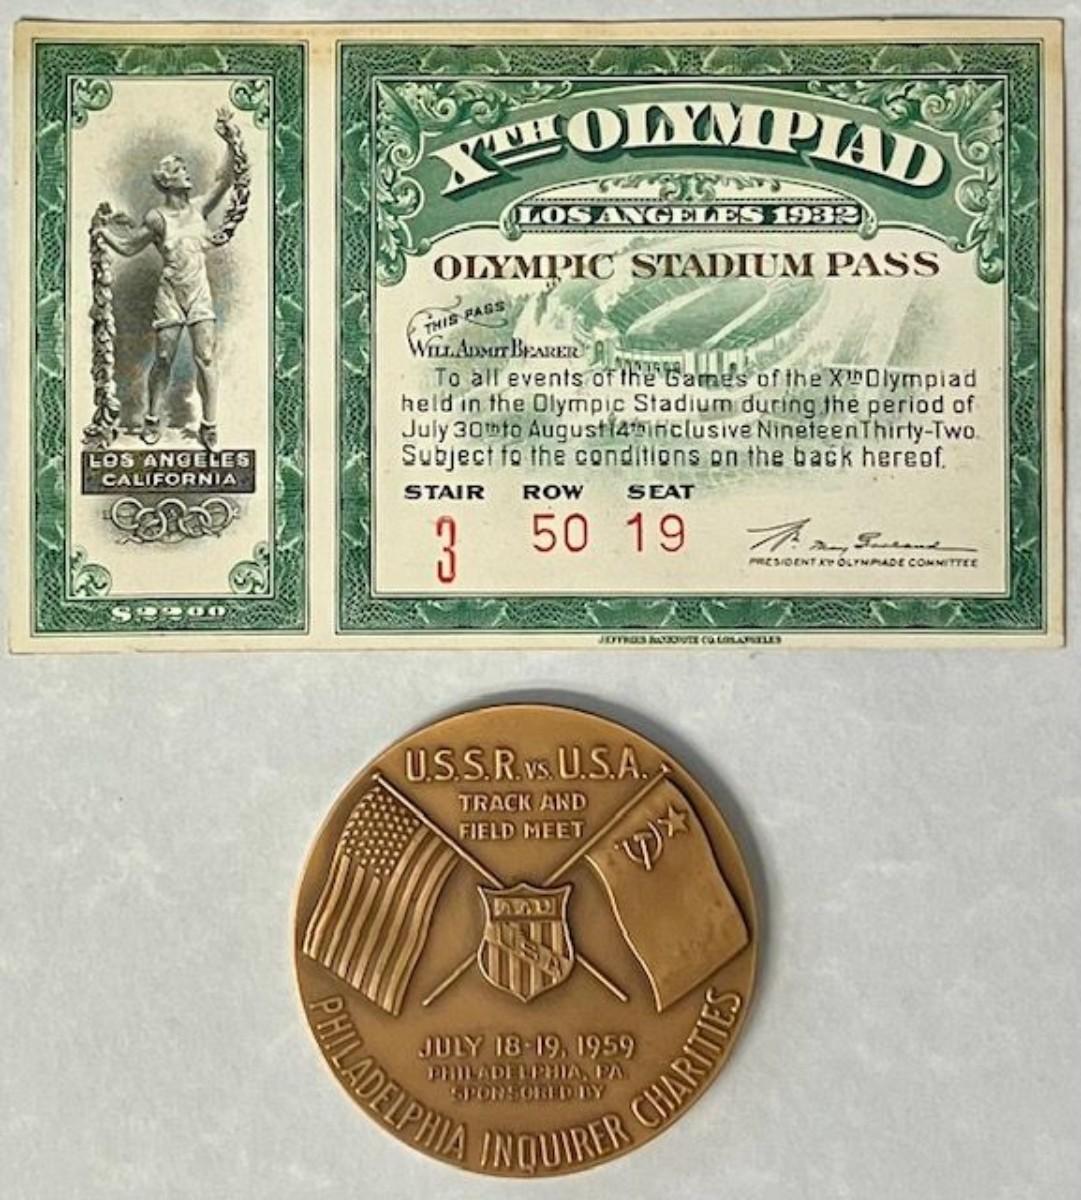 LOS ANGELES
CALIFORNIA
$2200
XTH OLYMPIAD
LOS ANGELES 1932
OLYMPIC STADIUM PASS
THIS PASS
WILL ADMIT BEARER
To all events of the Games of the Xth Olympiad
held in the Olympic Stadium during the period of
July 30th to August 14th inclusive Nineteen Thirty-Two.
Subject to the conditions on the back hereof.
STAIR ROW SEAT
3 50 19
Wm. May Garland
PRESIDENT XTH OLYMPIADE COMMITTEE
JEFFRIES BANKNOTE CO. LOS ANGELES
U.S.S.R. VS. U.S.A.
TRACK AND
FIELD MEET
AAU
USA
JULY 18-19, 1959
PHILADELPHIA, PA.
SPONSORED BY
PHILADELPHIA INQUIRER CHARITIES